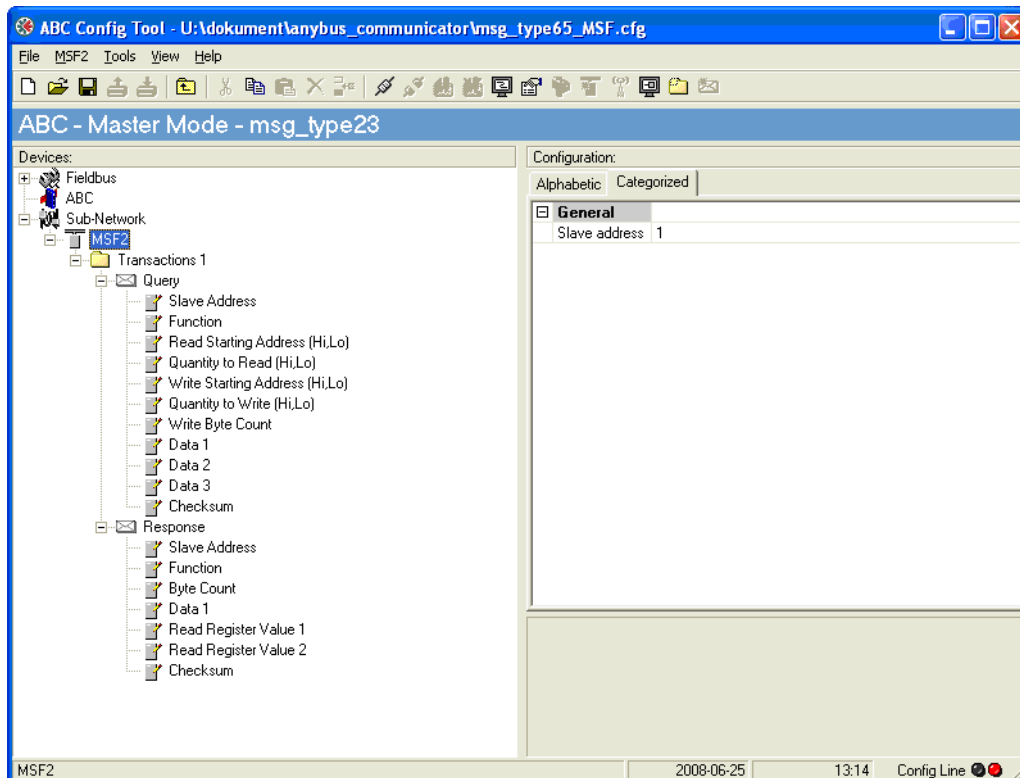 ABC Config Tool - U:\dokument\anybus_communicator\msg_type65_MSF.cfg
File MSF2 Tools View Help
ABC - Master Mode - msg_type23
Devices:
Fieldbus
ABC
Sub-Network
MSF2
Transactions 1
Query
Slave Address
Function
Read Starting Address (Hi,Lo)
Quantity to Read (Hi,Lo)
Write Starting Address (Hi,Lo)
Quantity to Write (Hi,Lo)
Write Byte Count
Data 1
Data 2
Data 3
Checksum
Response
Slave Address
Function
Byte Count
Data 1
Read Register Value 1
Read Register Value 2
Checksum
Configuration:
Alphabetic Categorized
General
Slave address 1
MSF2 2008-06-25 13:14 Config Line